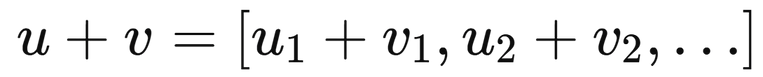 u + v = [u₁ + v₁, u₂ + v₂, ...]